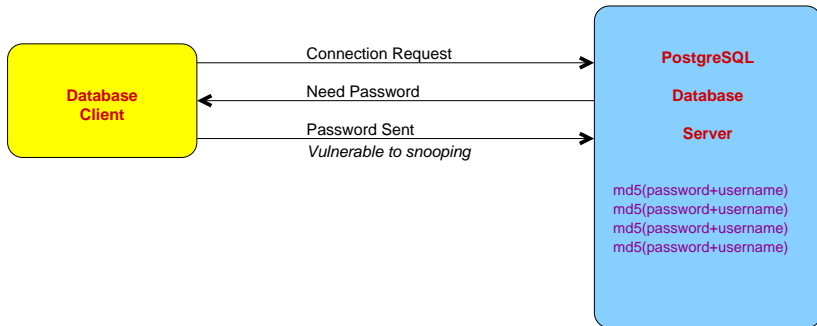 Database
Client
Connection Request
Need Password
Password Sent
Vulnerable to snooping
PostgreSQL
Database
Server
md5(password+username)
md5(password+username)
md5(password+username)
md5(password+username)